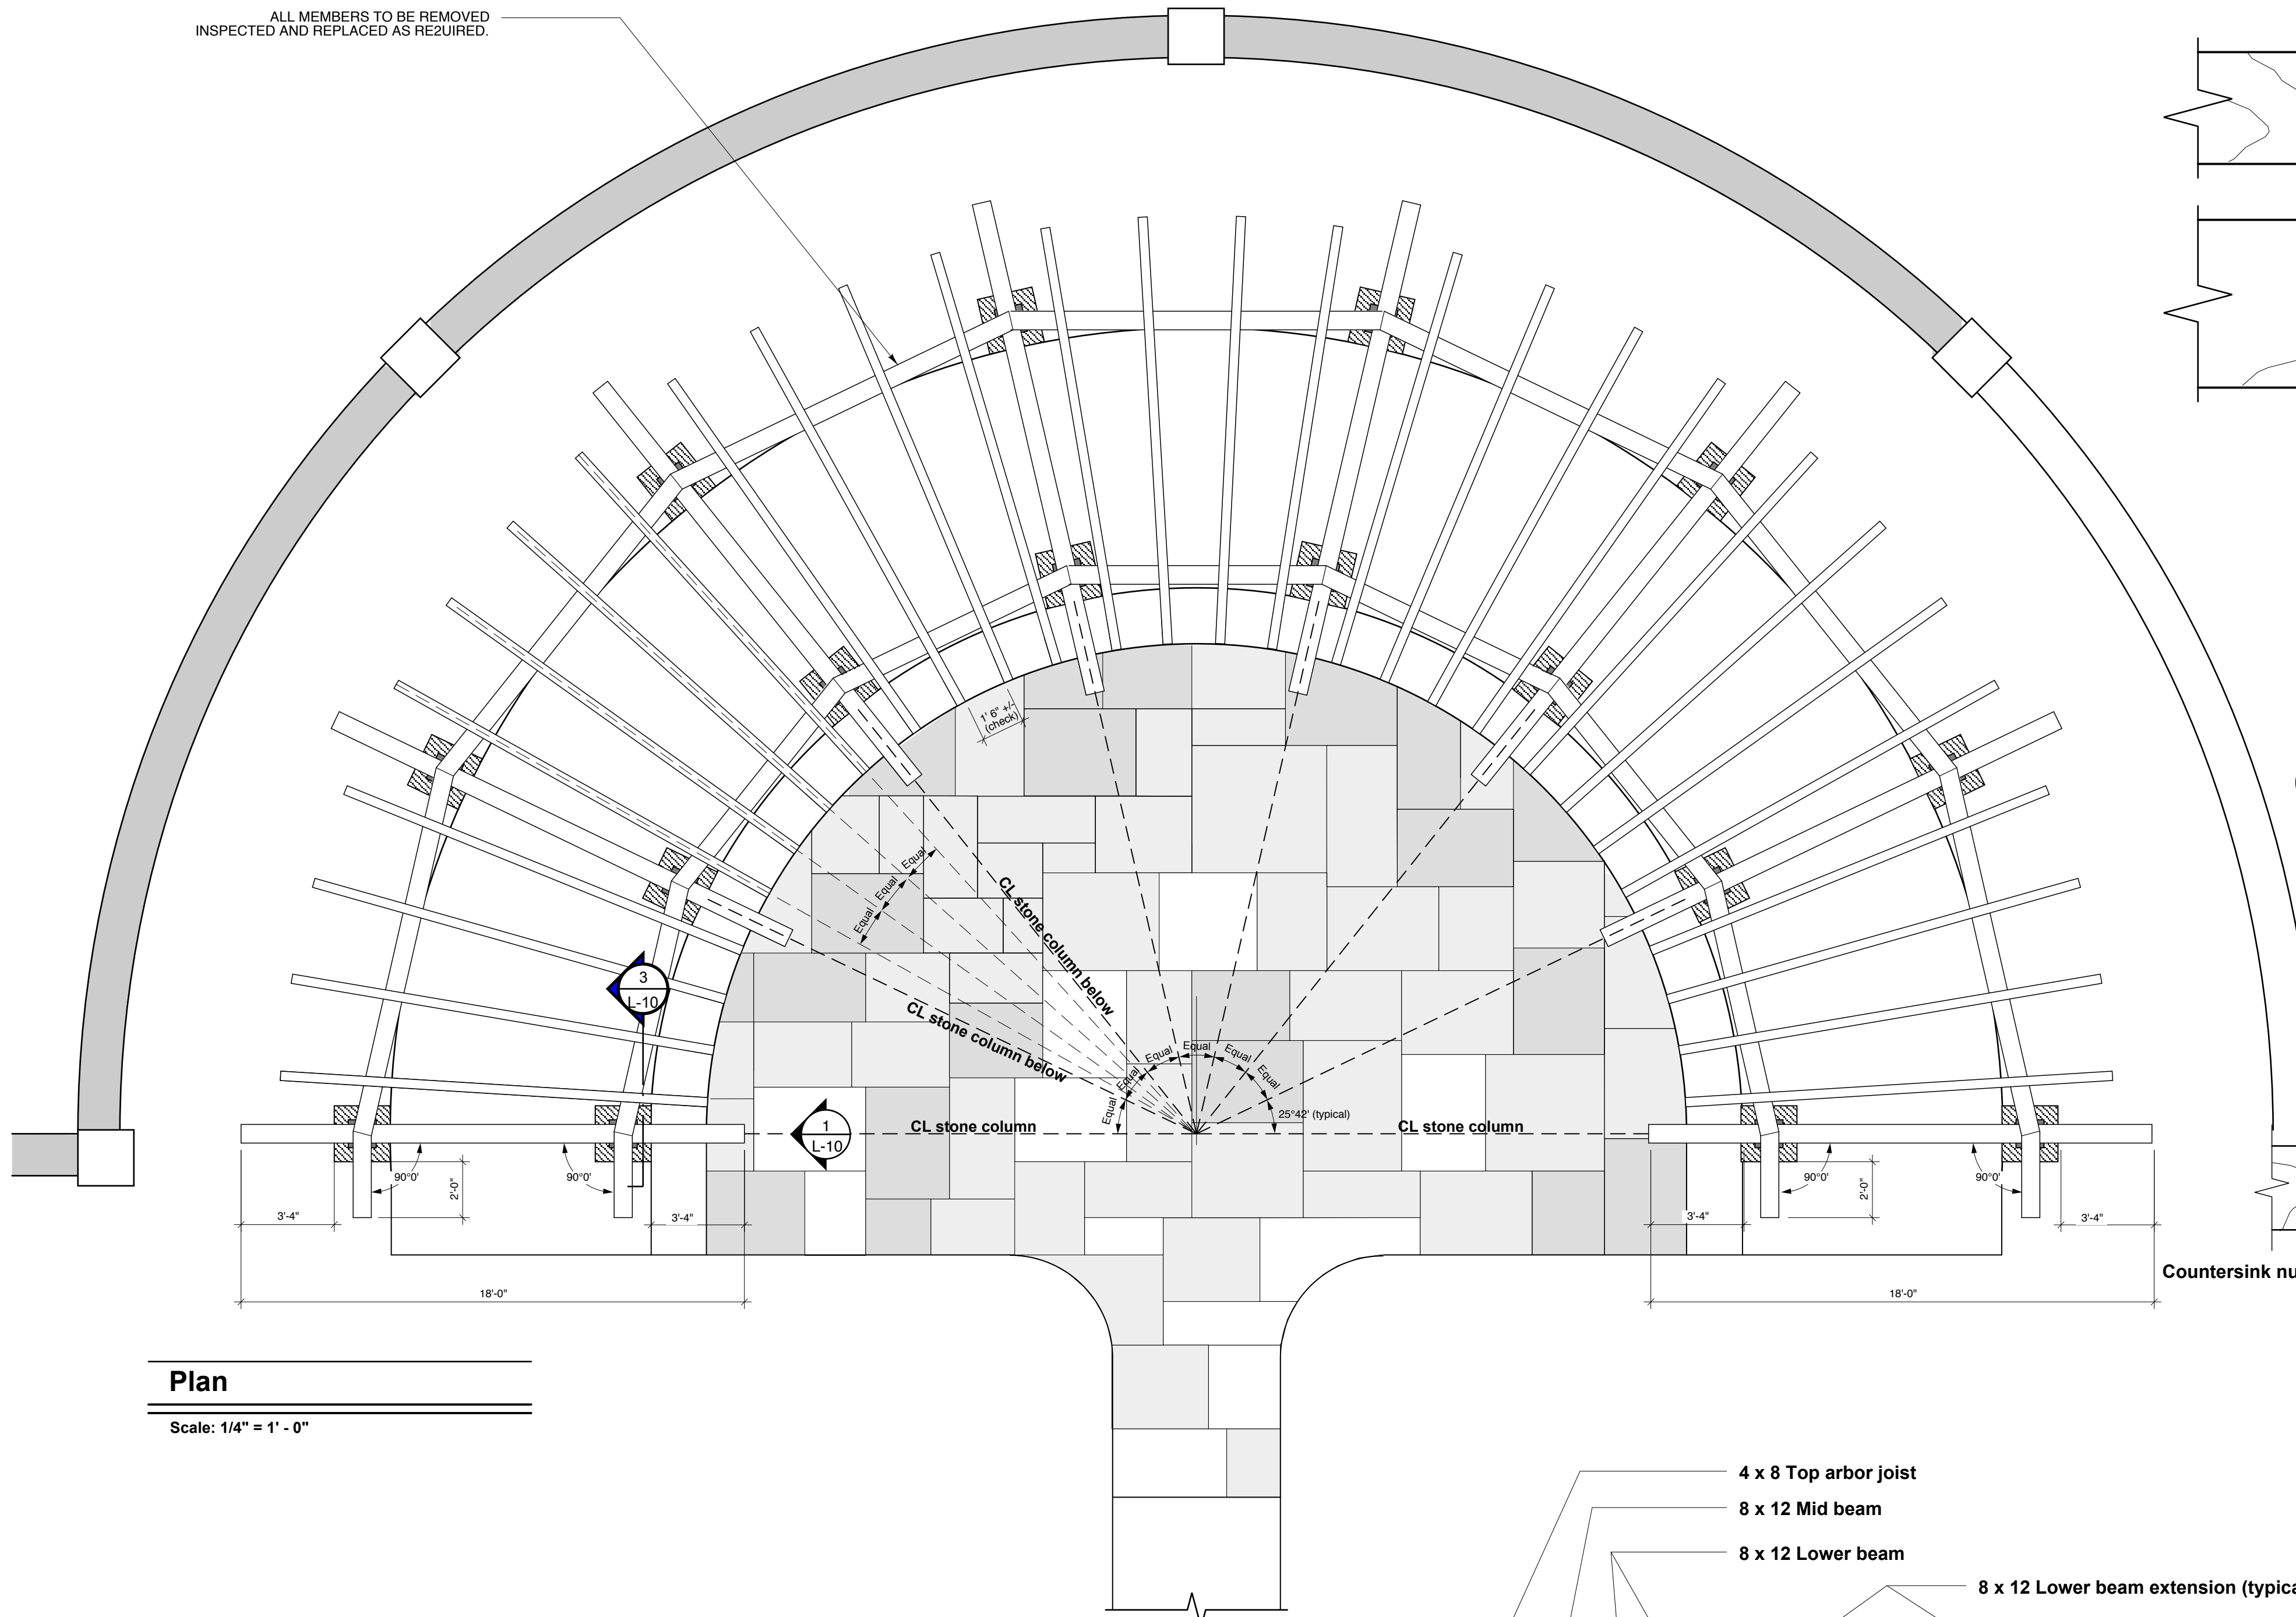 ALL MEMBERS TO BE REMOVED
INSPECTED AND REPLACED AS RE2UIRED.
1' 6" +/-
(check)
Equal
Equal
Equal
CL stone column below
CL stone column below
3
L-10
Equal
Equal
Equal
Equal
Equal
Equal
25°42' (typical)
1
L-10
CL stone column
CL stone column
90°0'
90°0'
90°0'
90°0'
2'-0"
2'-0"
3'-4"
3'-4"
3'-4"
3'-4"
18'-0"
18'-0"
Countersink nu
Plan
Scale: 1/4" = 1' - 0"
4 x 8 Top arbor joist
8 x 12 Mid beam
8 x 12 Lower beam
8 x 12 Lower beam extension (typica